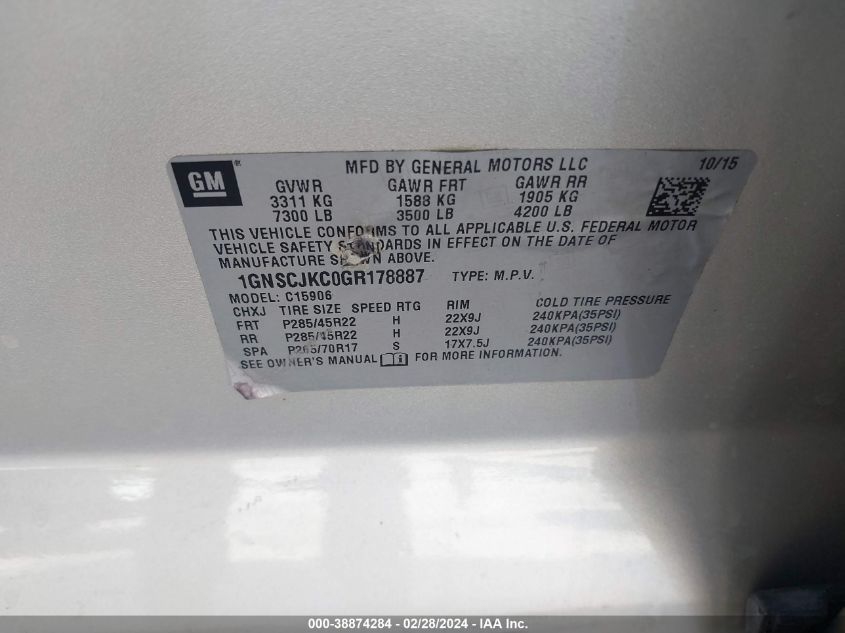 GM ® MFD BY GENERAL MOTORS LLC 10/15
GVWR GAWR FRT GAWR RR
3311 KG 1588 KG 1905 KG
7300 LB 3500 LB 4200 LB
THIS VEHICLE CONFORMS TO ALL APPLICABLE U.S. FEDERAL MOTOR
VEHICLE SAFETY STANDARDS IN EFFECT ON THE DATE OF
MANUFACTURE SHOWN ABOVE.
1GNSCJKC0GR178887 TYPE: M.P.V.
MODEL: C15906
CHXJ TIRE SIZE SPEED RTG RIM COLD TIRE PRESSURE
FRT P285/45R22 H 22X9J 240KPA(35PSI)
RR P285/45R22 H 22X9J 240KPA(35PSI)
SPA P265/70R17 S 17X7.5J 240KPA(35PSI)
SEE OWNER'S MANUAL FOR MORE INFORMATION.
000-38874284 - 02/28/2024 - IAA Inc.